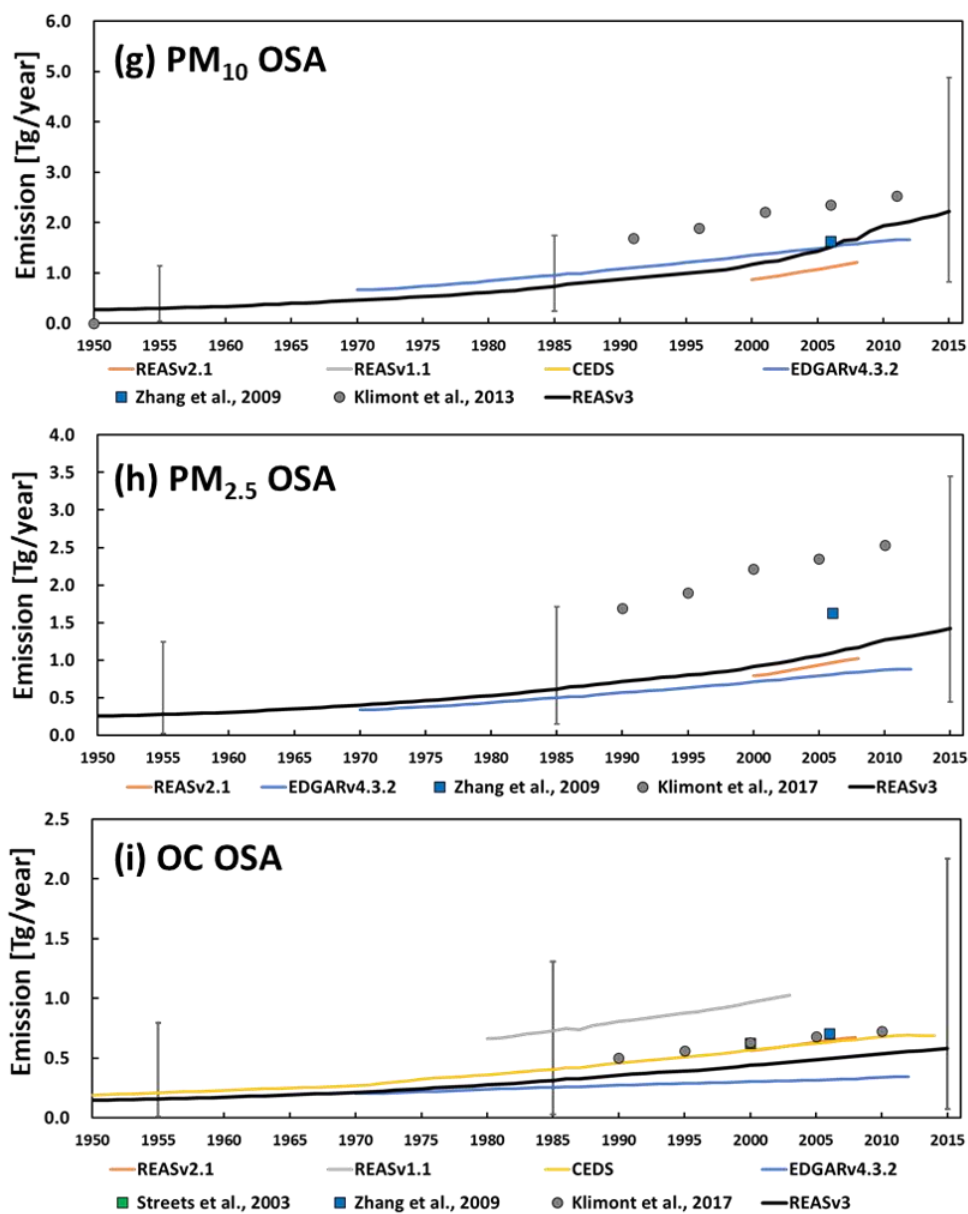 (g) PM10 OSA
Emission [Tg/year]
6.0
5.0
4.0
3.0
2.0
1.0
0.0
1950 1955 1960 1965 1970 1975 1980 1985 1990 1995 2000 2005 2010 2015
REASv2.1 REASv1.1 CEDS EDGARv4.3.2
Zhang et al., 2009 Klimont et al., 2013 REASv3
(h) PM2.5 OSA
Emission [Tg/year]
4.0
3.5
3.0
2.5
2.0
1.5
1.0
0.5
0.0
1950 1955 1960 1965 1970 1975 1980 1985 1990 1995 2000 2005 2010 2015
REASv2.1 EDGARv4.3.2 Zhang et al., 2009 Klimont et al., 2017 REASv3
(i) OC OSA
Emission [Tg/year]
2.5
2.0
1.5
1.0
0.5
0.0
1950 1955 1960 1965 1970 1975 1980 1985 1990 1995 2000 2005 2010 2015
REASv2.1 REASv1.1 CEDS EDGARv4.3.2
Streets et al., 2003 Zhang et al., 2009 Klimont et al., 2017 REASv3